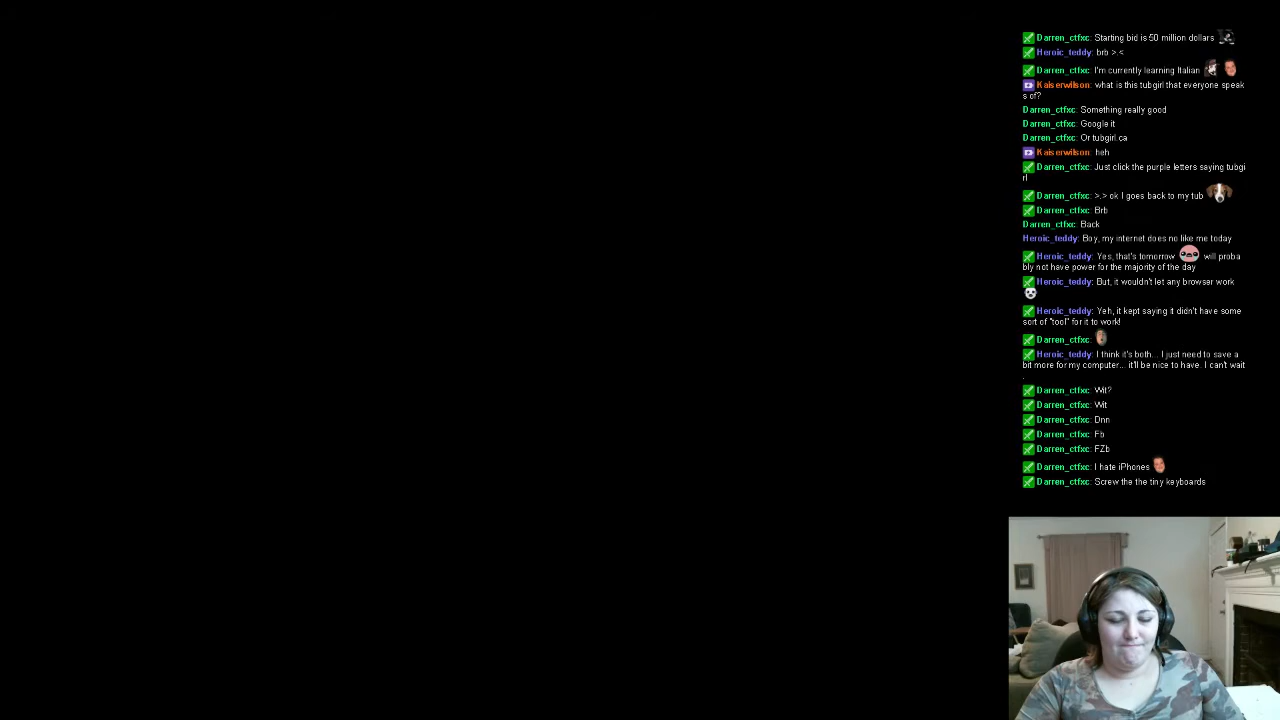 Darren_ctfxc: Starting bid is 50 million dollars
Heroic_teddy: brb >.<
Darren_ctfxc: I'm currently learning Italian
Kaiserwilson: what is this tubgirl that everyone speak
s of?
Darren_ctfxc: Something really good
Darren_ctfxc: Google it
Darren_ctfxc: Or tubgirl.ca
Kaiserwilson: heh
Darren_ctfxc: Just click the purple letters saying tubgi
rl
Darren_ctfxc: >.> ok I goes back to my tub
Darren_ctfxc: Brb
Darren_ctfxc: Back
Heroic_teddy: Boy, my internet does no like me today
Heroic_teddy: Yes, that's tomorrow will proba
bly not have power for the majority of the day
Heroic_teddy: But, it wouldn't let any browser work
Heroic_teddy: Yeh, it kept saying it didn't have some
sort of "tool" for it to work!
Darren_ctfxc:
Heroic_teddy: I think it's both... I just need to save a
bit more for my computer... it'll be nice to have. I can't wait
.
Darren_ctfxc: Wit?
Darren_ctfxc: Wit
Darren_ctfxc: Dnn
Darren_ctfxc: Fb
Darren_ctfxc: FZb
Darren_ctfxc: I hate iPhones
Darren_ctfxc: Screw the the tiny keyboards